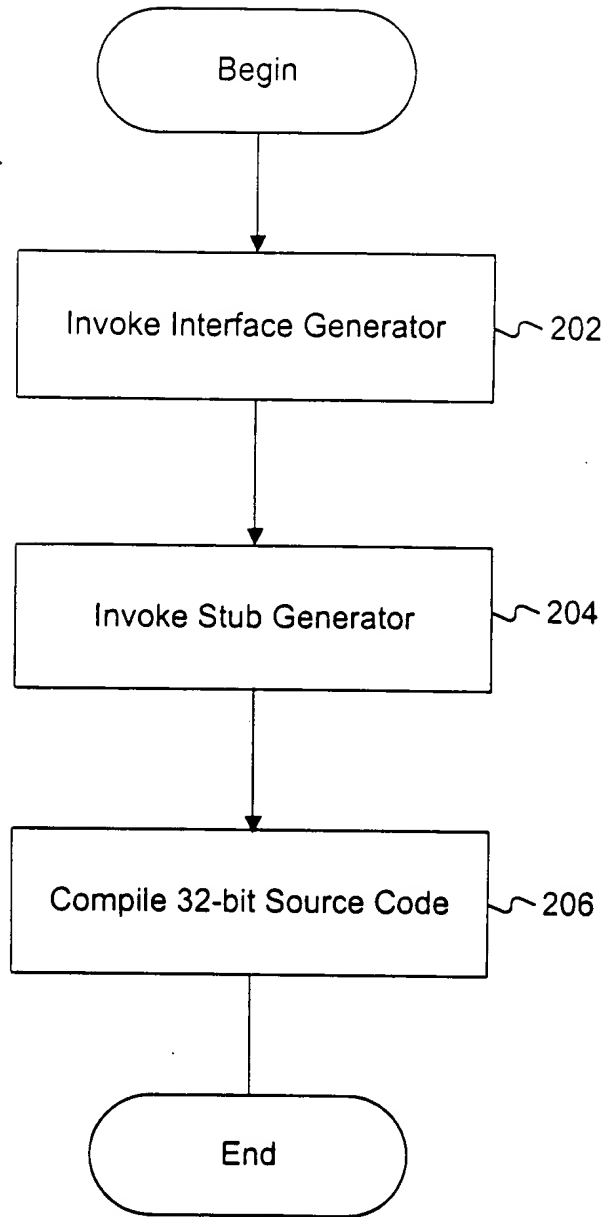 Begin
Invoke Interface Generator
202
Invoke Stub Generator
204
Compile 32-bit Source Code
206
End